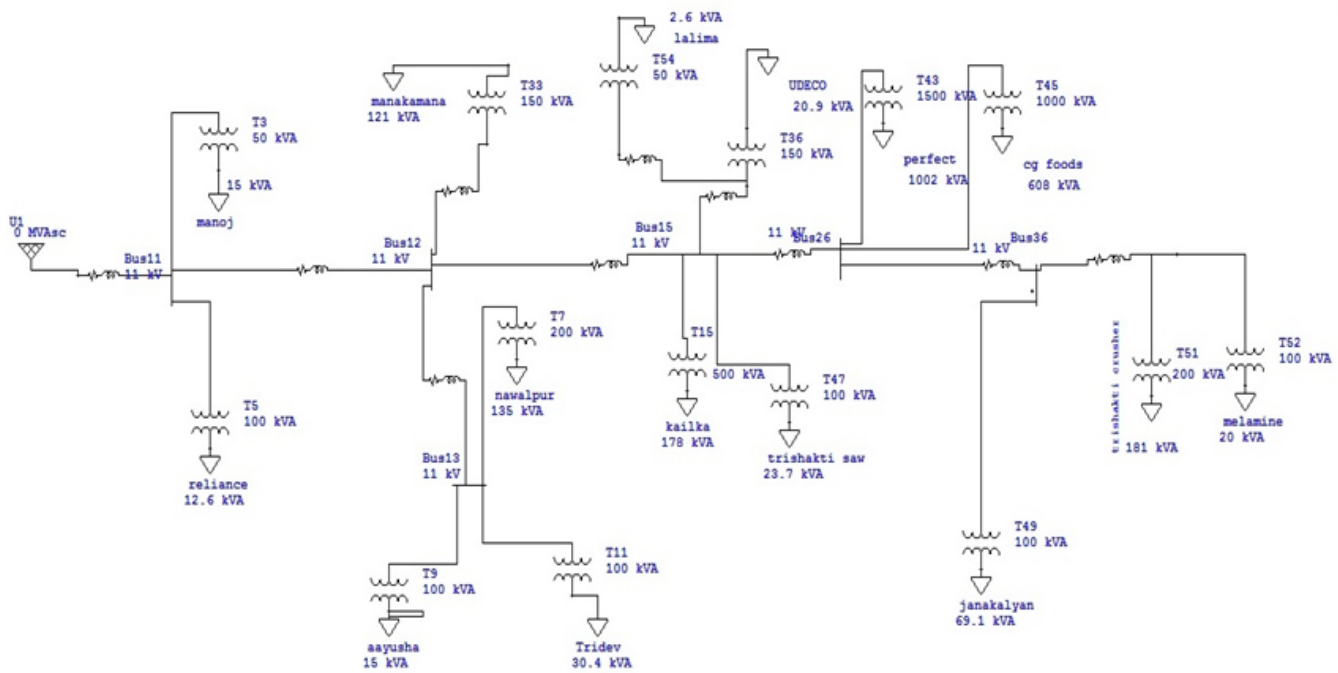 2.6 kVA
lalima
T54
50 kVA
T33
150 kVA
manakamana
121 kVA
UDECO
20.9 kVA
T43
1500 kVA
T45
1000 kVA
T3
50 kVA
T36
150 kVA
perfect
1002 kVA
cg foods
608 kVA
15 kVA
manoj
U1
0 MVAsc
Bus11
11 kV
Bus12
11 kV
Bus15
11 kV
11 kV
Bus26
11 kV
Bus36
T7
200 kVA
nawalpur
135 kVA
T15
500 kVA
kailka
178 kVA
T47
100 kVA
trishakti saw
23.7 kVA
trishakti crusher
T51
200 kVA
181 kVA
T52
100 kVA
melamine
20 kVA
T5
100 kVA
reliance
12.6 kVA
Bus13
11 kV
T49
100 kVA
janakalyan
69.1 kVA
T9
100 kVA
aayusha
15 kVA
T11
100 kVA
Tridev
30.4 kVA